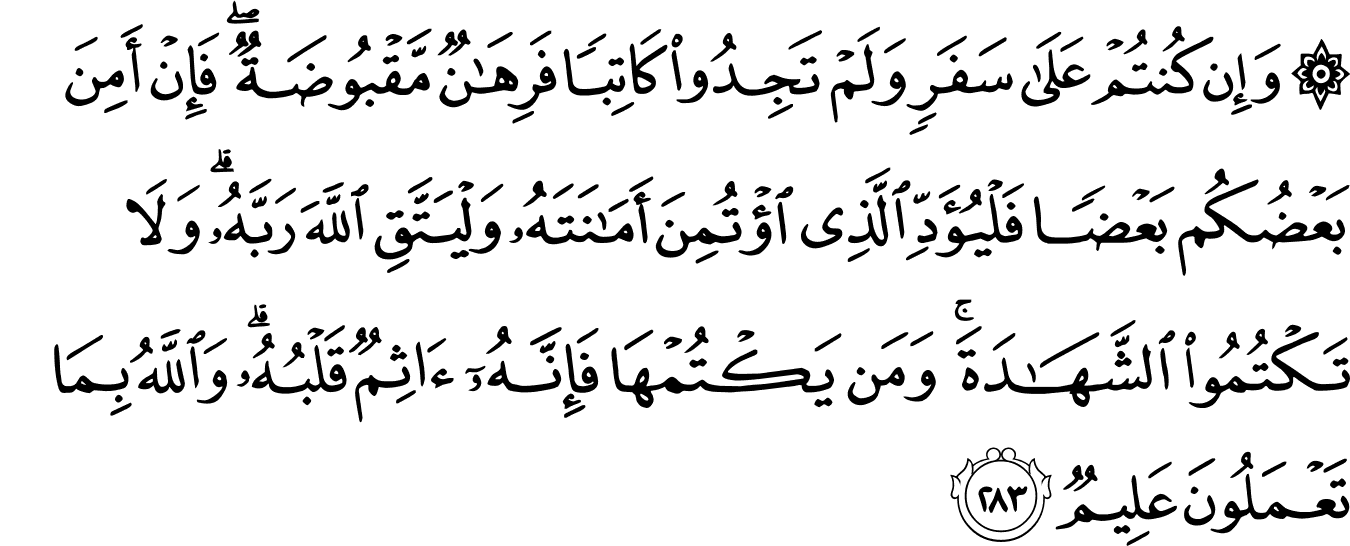 ۞ وَإِن كُنتُمْ عَلَىٰ سَفَرٍ وَلَمْ تَجِدُوا۟ كَاتِبًا فَرِهَـٰنٌ مَّقْبُوضَةٌ ۖ فَإِنْ أَمِنَ
بَعْضُكُم بَعْضًا فَلْيُؤَدِّ ٱلَّذِى ٱؤْتُمِنَ أَمَـٰنَتَهُۥ وَلْيَتَّقِ ٱللَّهَ رَبَّهُۥ ۗ وَلَا
تَكْتُمُوا۟ ٱلشَّهَـٰدَةَ ۚ وَمَن يَكْتُمْهَا فَإِنَّهُۥٓ ءَاثِمٌ قَلْبُهُۥ ۗ وَٱللَّهُ بِمَا
تَعْمَلُونَ عَلِيمٌ ٢٨٣